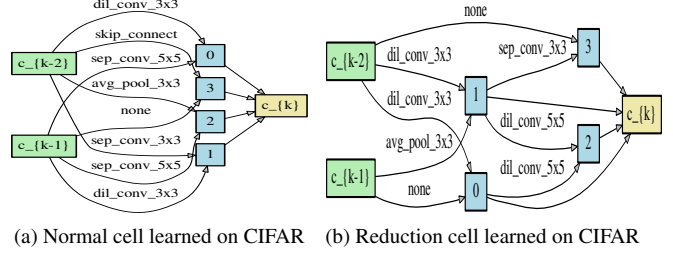 dil_conv_3x3
skip_connect
sep_conv_5x5
avg_pool_3x3
none
sep_conv_3x3
sep_conv_5x5
dil_conv_3x3
c_{k-2}
c_{k-1}
0
3
2
1
c_{k}
(a) Normal cell learned on CIFAR
none
dil_conv_3x3
dil_conv_3x3
avg_pool_3x3
none
sep_conv_3x3
dil_conv_5x5
dil_conv_5x5
c_{k-2}
c_{k-1}
1
0
3
2
c_{k}
(b) Reduction cell learned on CIFAR